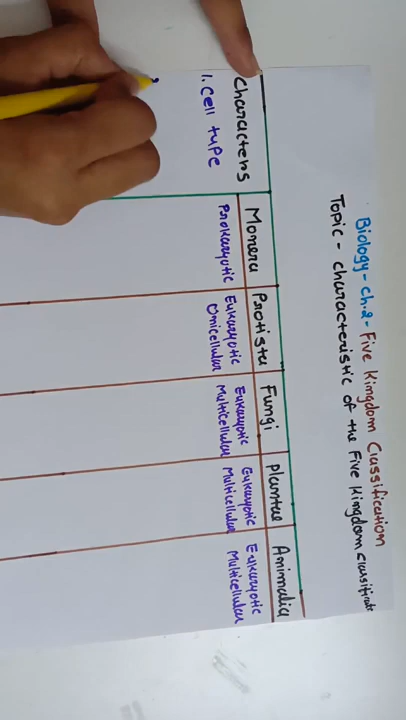 Biology - ch.2 - Five Kingdom Classification
Topic - characteristic of the Five Kingdom classificate
Characters Monera Protista Fungi Plantae Animalia
1. Cell type Prokaryotic Eukaryotic Eukaryotic Eukaryotic Eukaryotic
Unicellular Multicellular Multicellular Multicellular